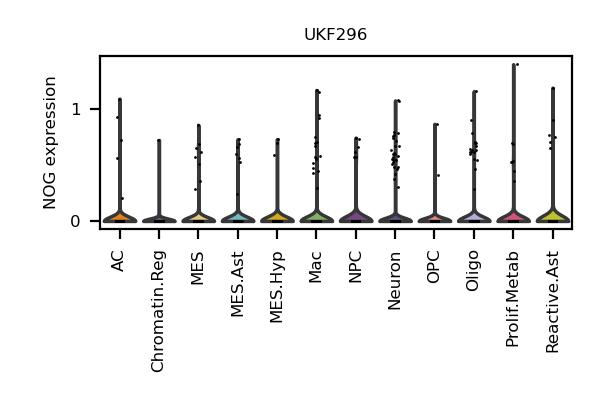 UKF296
NOG expression
1
0
AC
Chromatin.Reg
MES
MES.Ast
MES.Hyp
Mac
NPC
Neuron
OPC
Oligo
Prolif.Metab
Reactive.Ast